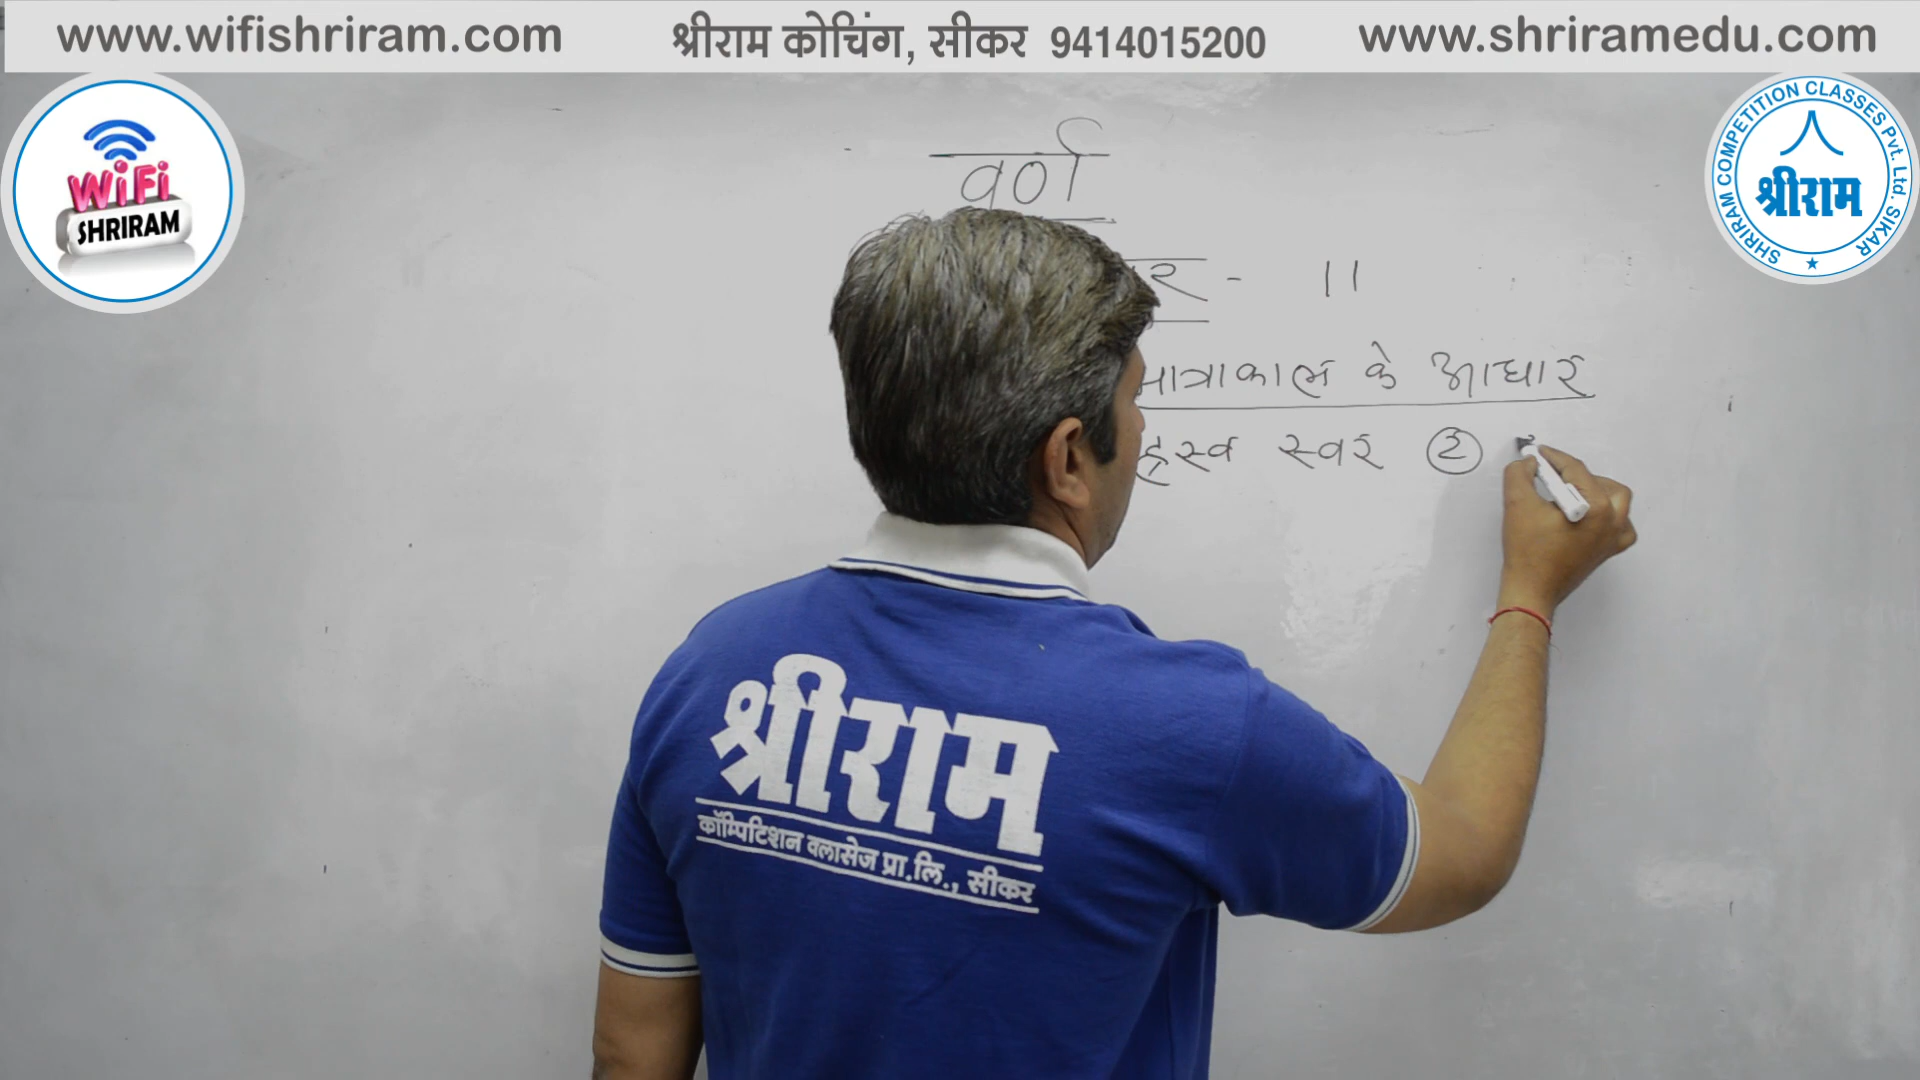 www.wifishriram.com श्रीराम कोचिंग, सीकर 9414015200 www.shriramedu.com
WiFi
SHRIRAM
SHRIRAM COMPETITION CLASSES Pvt. Ltd. SIKAR
श्रीराम
वर्ण
र - 11
मात्राकाल के आधार
ह्रस्व स्वर ②
श्रीराम
कॉम्पिटिशन क्लासेज प्रा.लि., सीकर